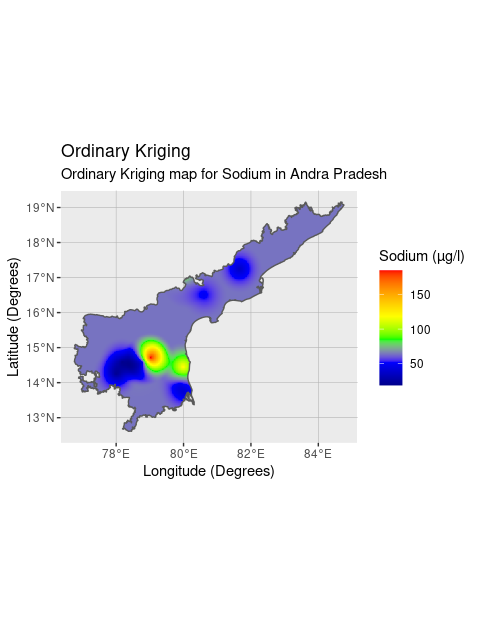 Ordinary Kriging
Ordinary Kriging map for Sodium in Andra Pradesh
19°N
18°N
17°N
16°N
15°N
14°N
13°N
78°E 80°E 82°E 84°E
Longitude (Degrees)
Latitude (Degrees)
Sodium (µg/l)
150
100
50